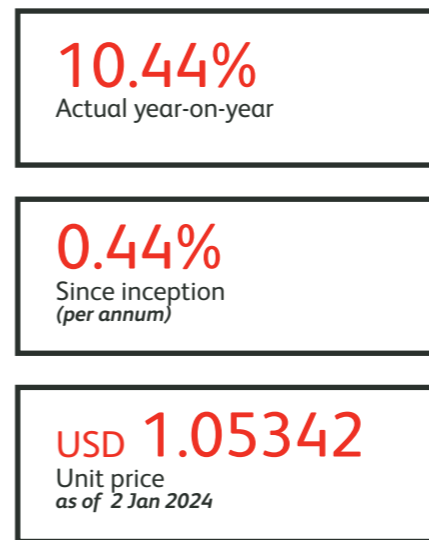 10.44%
Actual year-on-year
0.44%
Since inception
(per annum)
USD 1.05342
Unit price
as of 2 Jan 2024